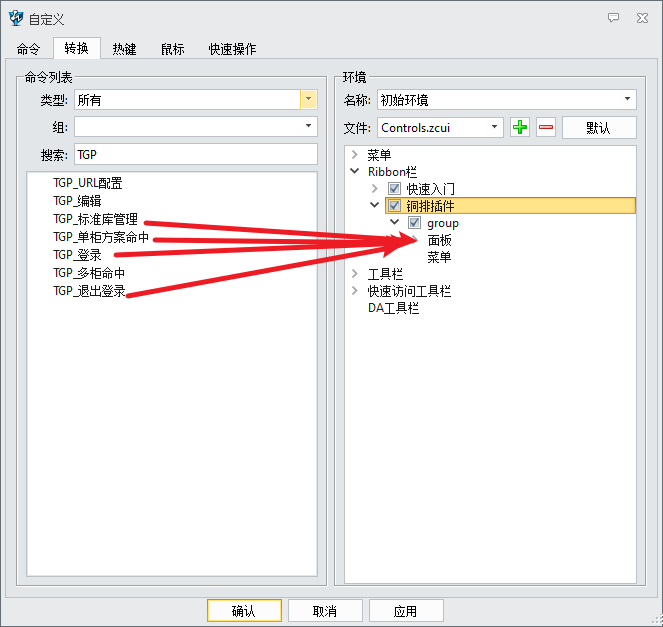 自定义
命令 转换 热键 鼠标 快速操作
命令列表
类型: 所有
组:
搜索: TGP
TGP_URL配置
TGP_编辑
TGP_标准库管理
TGP_单柜方案命中
TGP_登录
TGP_多柜命中
TGP_退出登录
环境
名称: 初始环境
文件: Controls.zcui 默认
菜单
Ribbon栏
快速入门
铜排插件
group
面板
菜单
工具栏
快速访问工具栏
DA工具栏
确认 取消 应用